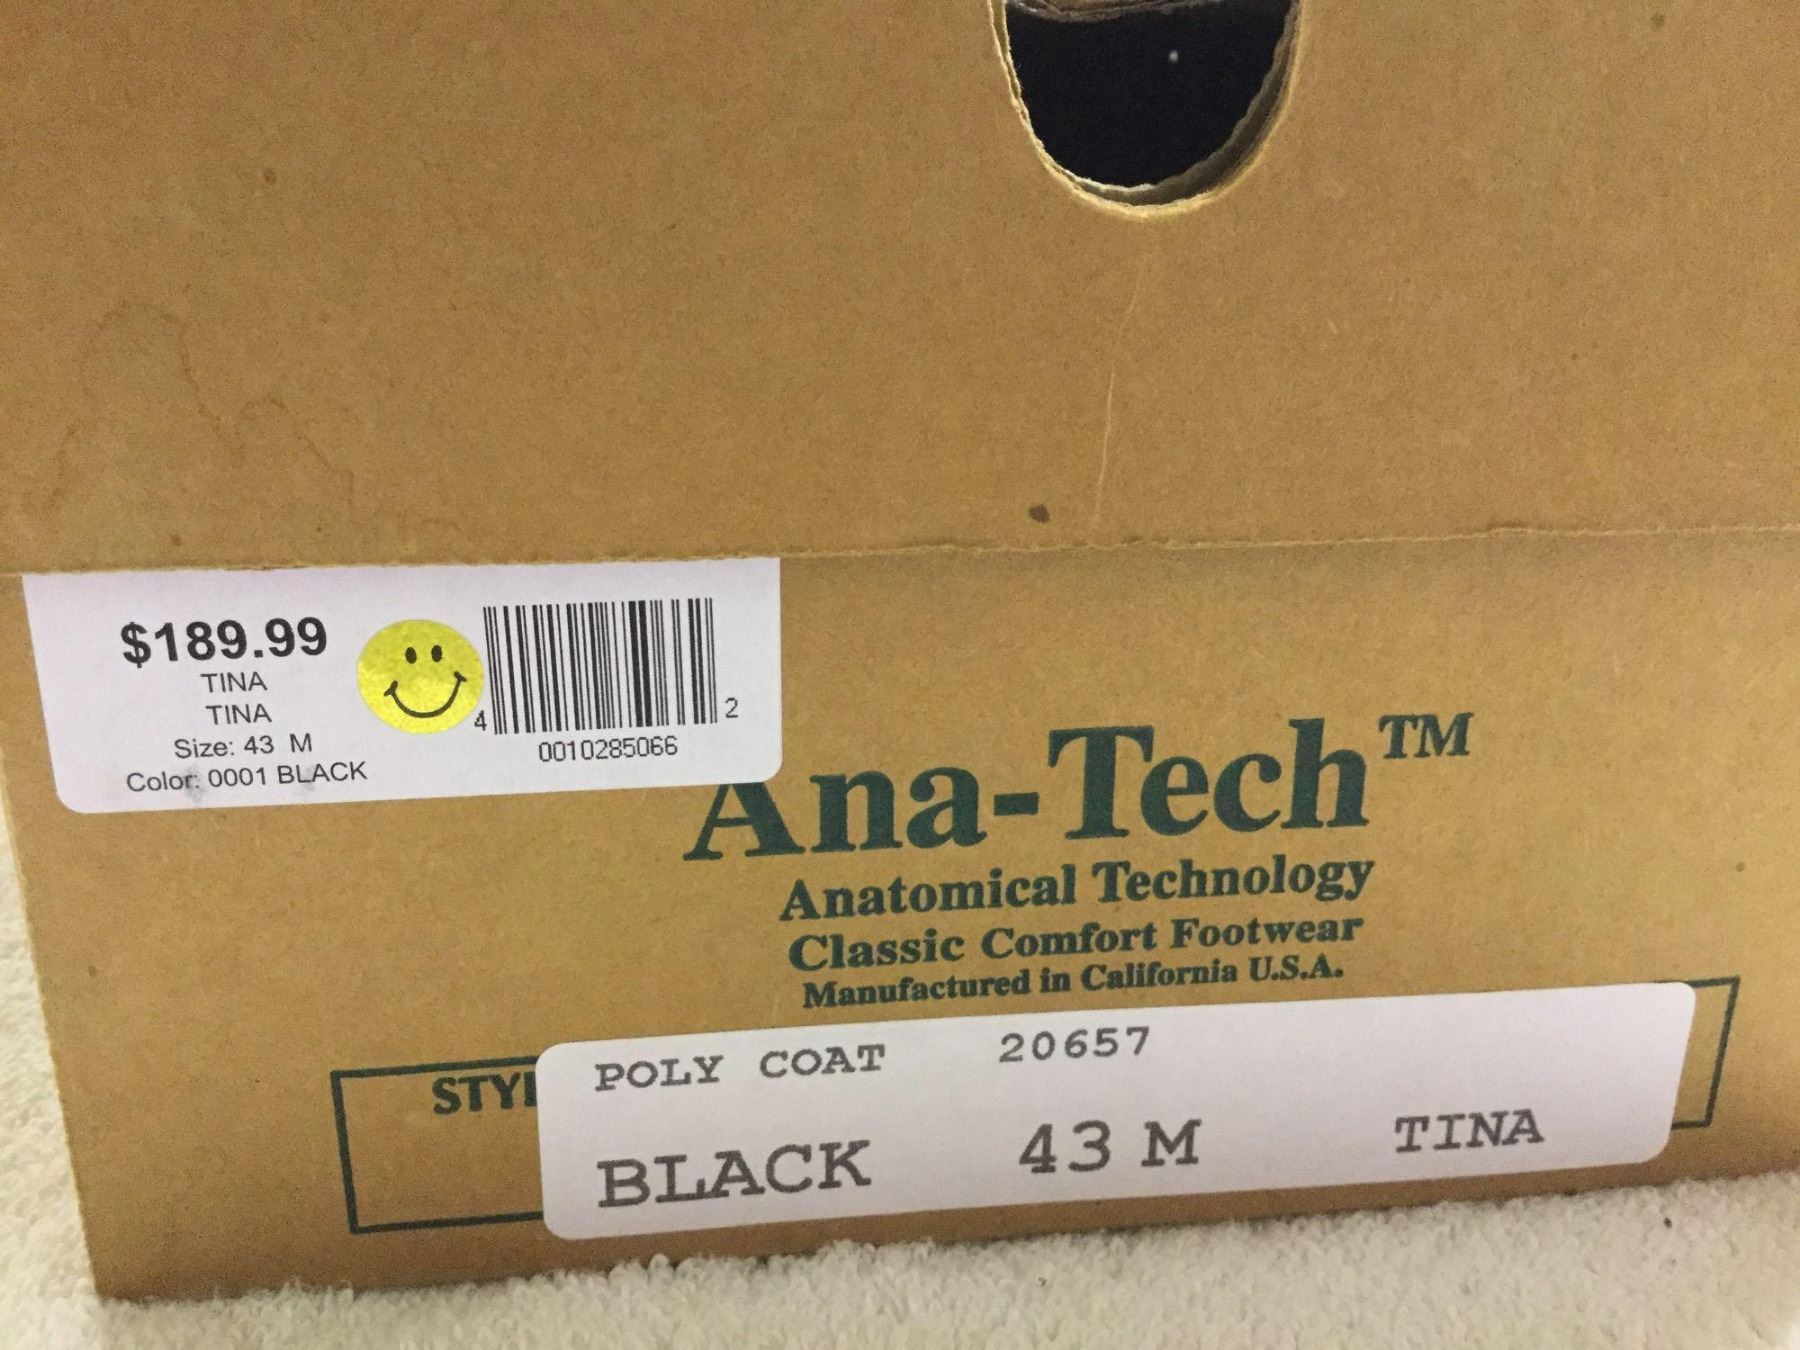 $189.99
TINA
TINA
Size: 43 M
Color: 0001 BLACK
4 2
0010285066
Ana-Tech™
Anatomical Technology
Classic Comfort Footwear
Manufactured in California U.S.A.
POLY COAT 20657
BLACK 43 M TINA